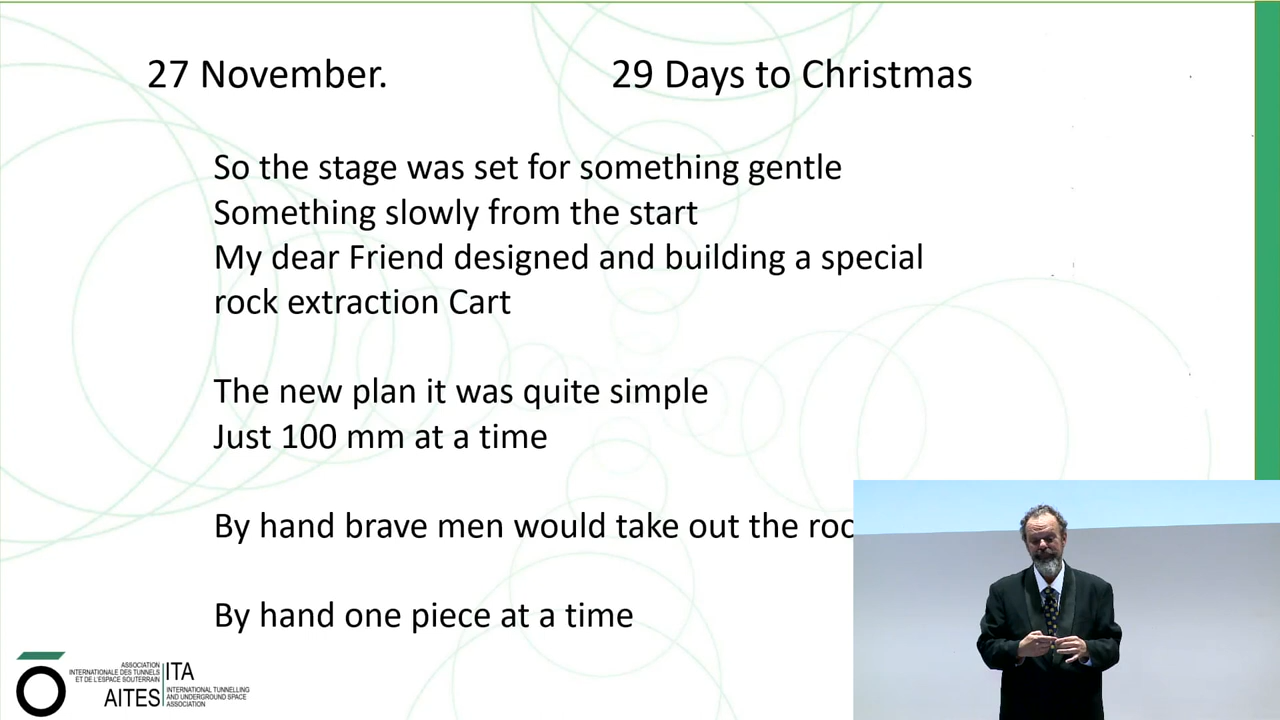 27 November. 29 Days to Christmas
So the stage was set for something gentle
Something slowly from the start
My dear Friend designed and building a special
rock extraction Cart
The new plan it was quite simple
Just 100 mm at a time
By hand brave men would take out the
By hand one piece at a time
ASSOCIATION
INTERNATIONALE DES TUNNELS
ET DE L'ESPACE SOUTERRAIN
AITES
ITA
INTERNATIONAL TUNNELLING
AND UNDERGROUND SPACE
ASSOCIATION